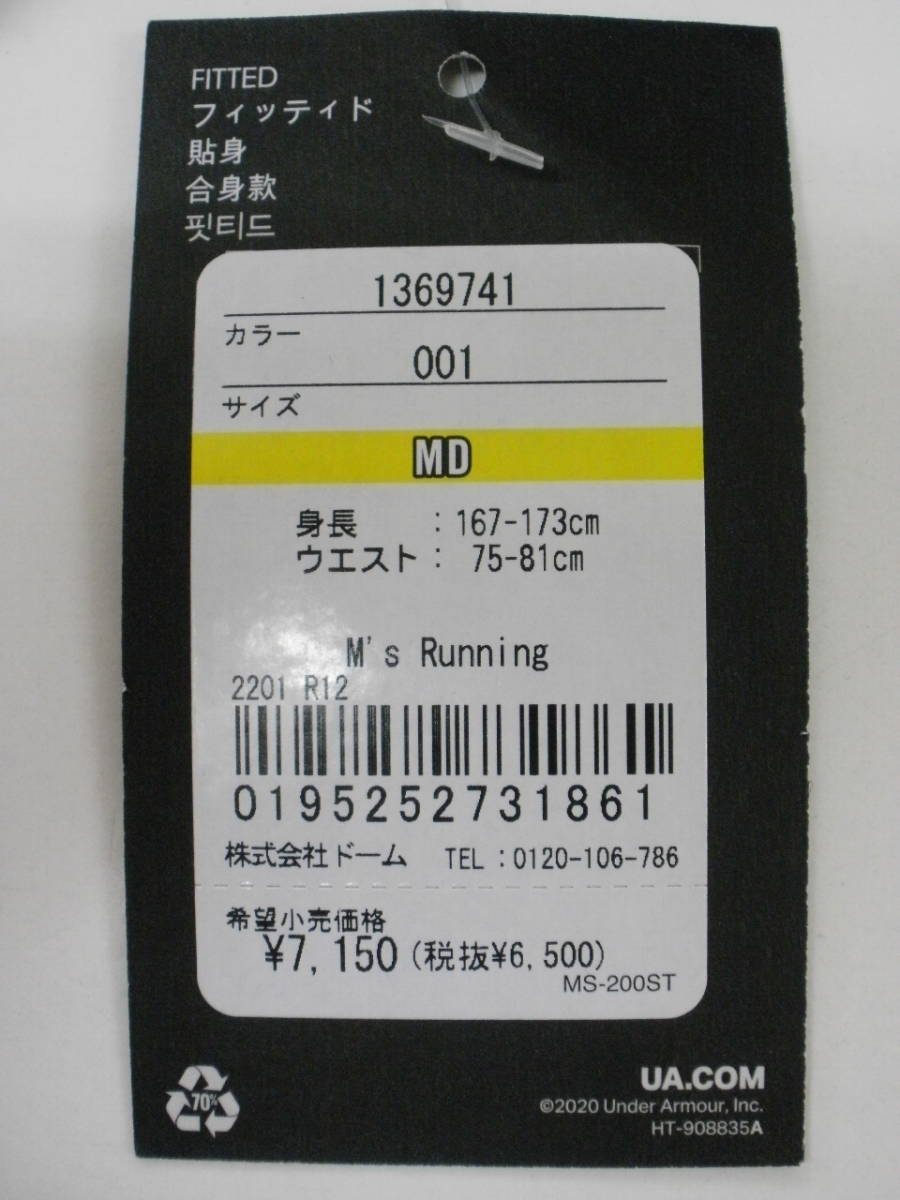 FITTED
フィッティド
貼身
合身款
핏티드
1369741
カラー
001
サイズ
MD
身長 : 167-173cm
ウエスト : 75-81cm
M's Running
2201 R12
0195252731861
株式会社ドーム TEL : 0120-106-786
希望小売価格
¥7,150 (税抜¥6,500)
MS-200ST
70%
UA.COM
©2020 Under Armour, Inc.
HT-908835A